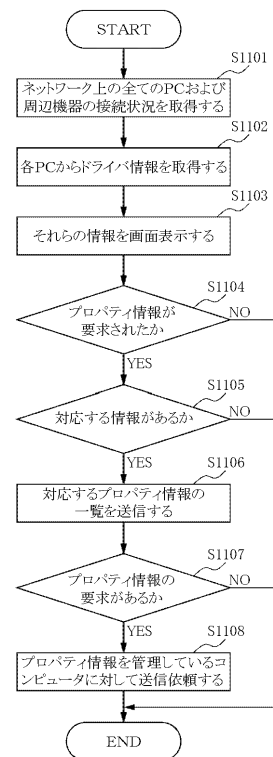 START
S1101
ネットワーク上の全てのPCおよび
周辺機器の接続状況を取得する
S1102
各PCからドライバ情報を取得する
S1103
それらの情報を画面表示する
S1104
プロパティ情報が
要求されたか
NO
YES
S1105
対応する情報があるか
NO
YES
S1106
対応するプロパティ情報の
一覧を送信する
S1107
プロパティ情報の
要求があるか
NO
YES
S1108
プロパティ情報を管理しているコ
ンピュータに対して送信依頼する
END